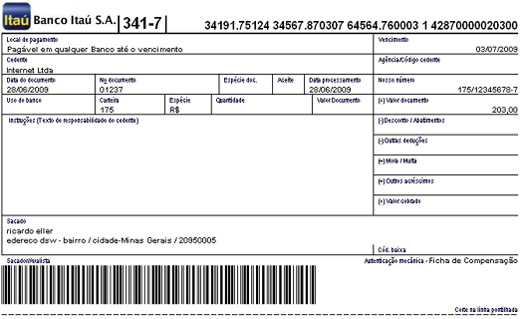 Itaú Banco Itaú S.A. 341-7 34191.75124 34567.870307 64564.760003 1 42870000020300
Local de pagamento Vencimento
Pagável em qualquer Banco até o vencimento 03/07/2009
Cedente Agência/Código cedente
Internet Ltda
Data do documento No documento Espécie doc. Aceite Data processamento Nosso número
28/06/2009 01237 28/06/2009 175/12345678-7
Uso do banco Carteira Espécie Quantidade Valor Documento (=) Valor documento
175 R$ 203,00
Instruções (Texto de responsabilidade do cedente) (-) Desconto / Abatimentos
(-) Outras deduções
(+) Mora / Multa
(+) Outros acréscimos
(=) Valor cobrado
Sacado
ricardo eller
edereco dsw - bairro / cidade-Minas Gerais / 20950005
Cód. baixa
Sacador/Avalista Autenticação mecânica - Ficha de Compensação
Corte na linha pontilhada